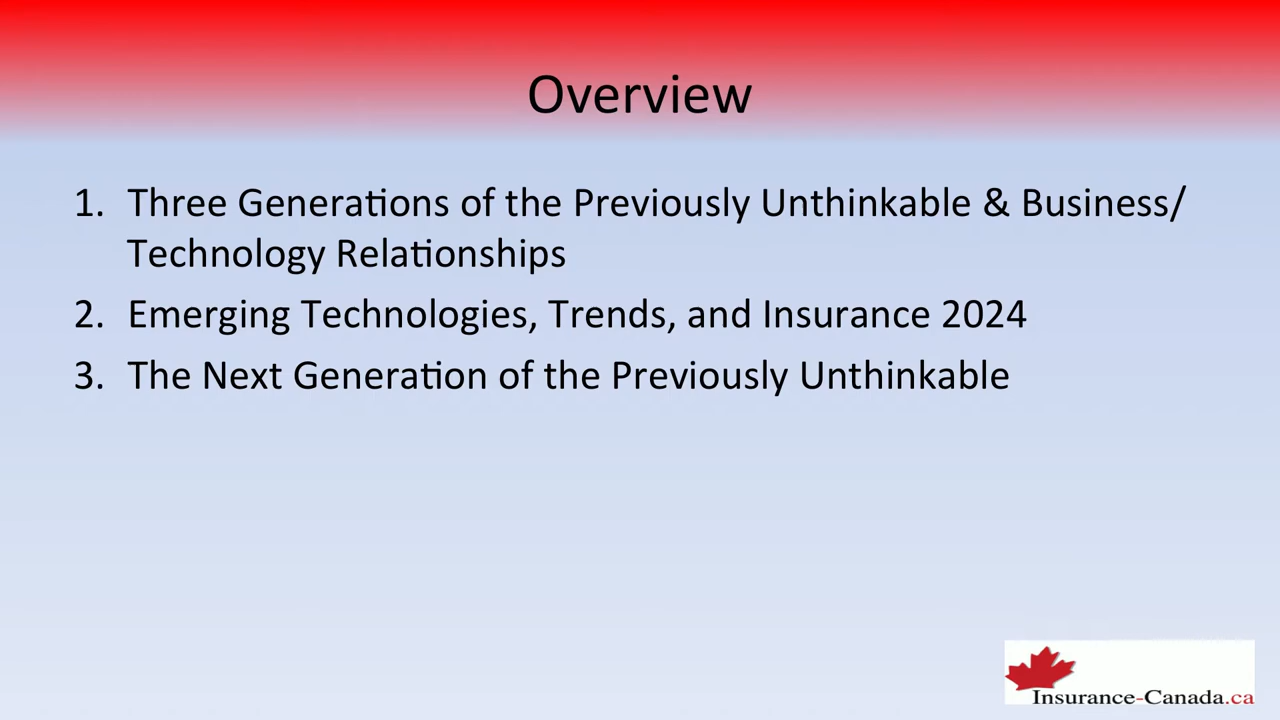 Overview
1. Three Generations of the Previously Unthinkable & Business/
Technology Relationships
2. Emerging Technologies, Trends, and Insurance 2024
3. The Next Generation of the Previously Unthinkable
Insurance-Canada.ca